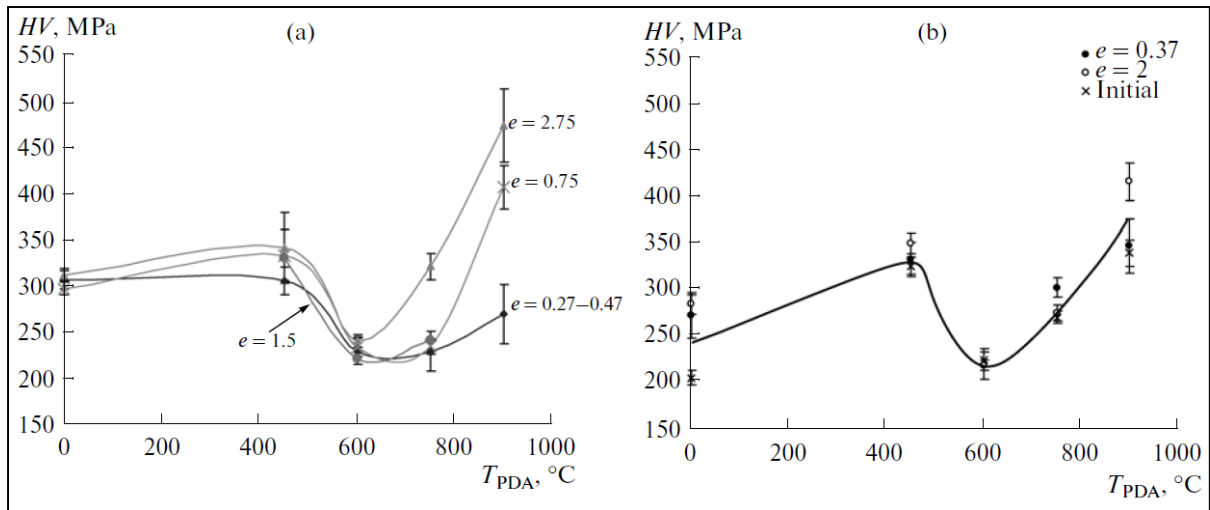 HV, MPa
(a)
550
500
450
400
350
300
250
200
150
0
200
400
600
800
1000
T_PDA, °C
e = 2.75
e = 0.75
e = 0.27–0.47
e = 1.5
HV, MPa
(b)
550
500
450
400
350
300
250
200
150
0
200
400
600
800
1000
T_PDA, °C
e = 0.37
e = 2
Initial